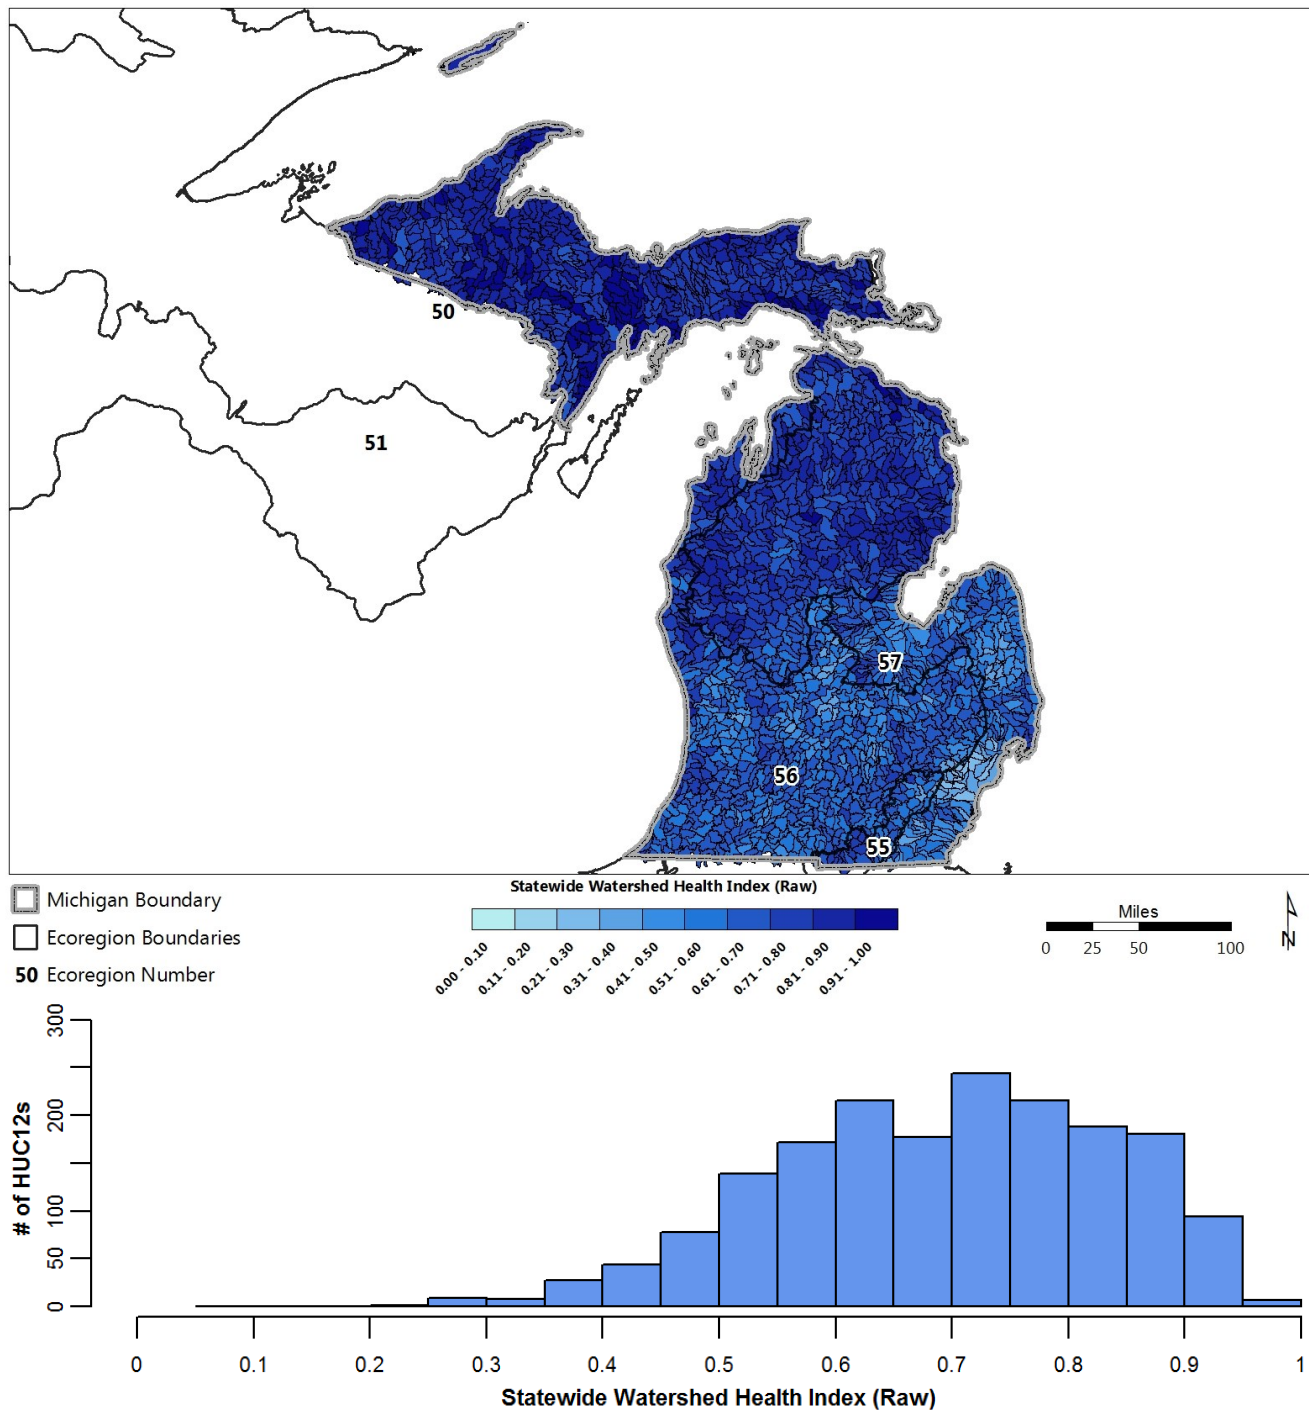 50
51
57
56
55
Statewide Watershed Health Index (Raw)
Michigan Boundary
Ecoregion Boundaries
50 Ecoregion Number
0.00 - 0.10
0.11 - 0.20
0.21 - 0.30
0.31 - 0.40
0.41 - 0.50
0.51 - 0.60
0.61 - 0.70
0.71 - 0.80
0.81 - 0.90
0.91 - 1.00
Miles
0 25 50 100
N
# of HUC12s
300
200
100
50
0
0 0.1 0.2 0.3 0.4 0.5 0.6 0.7 0.8 0.9 1
Statewide Watershed Health Index (Raw)